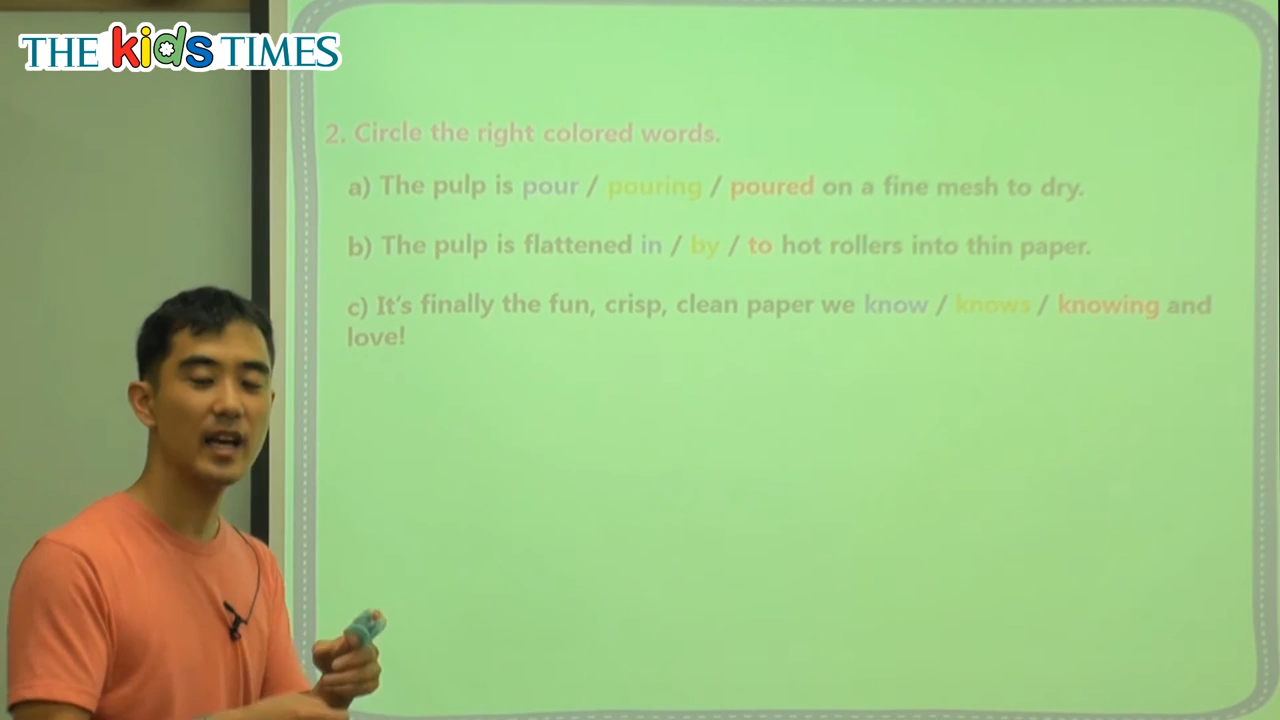 THE kids TIMES
2. Circle the right colored words.
a) The pulp is pour / pouring / poured on a fine mesh to dry.
b) The pulp is flattened in / by / to hot rollers into thin paper.
c) It's finally the fun, crisp, clean paper we know / knows / knowing and
love!